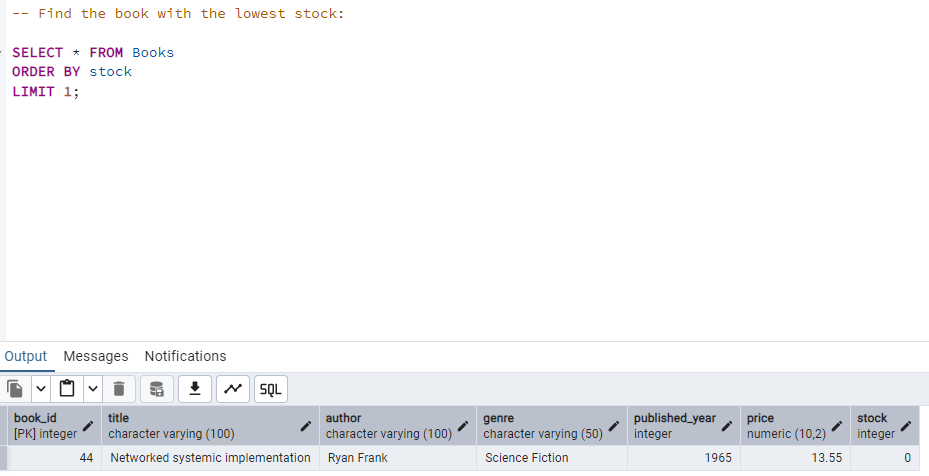 -- Find the book with the lowest stock:
SELECT * FROM Books
ORDER BY stock
LIMIT 1;
Output Messages Notifications
SQL
book_id title author genre published_year price stock
[PK] integer character varying (100) character varying (100) character varying (50) integer numeric (10,2) integer
44 Networked systemic implementation Ryan Frank Science Fiction 1965 13.55 0